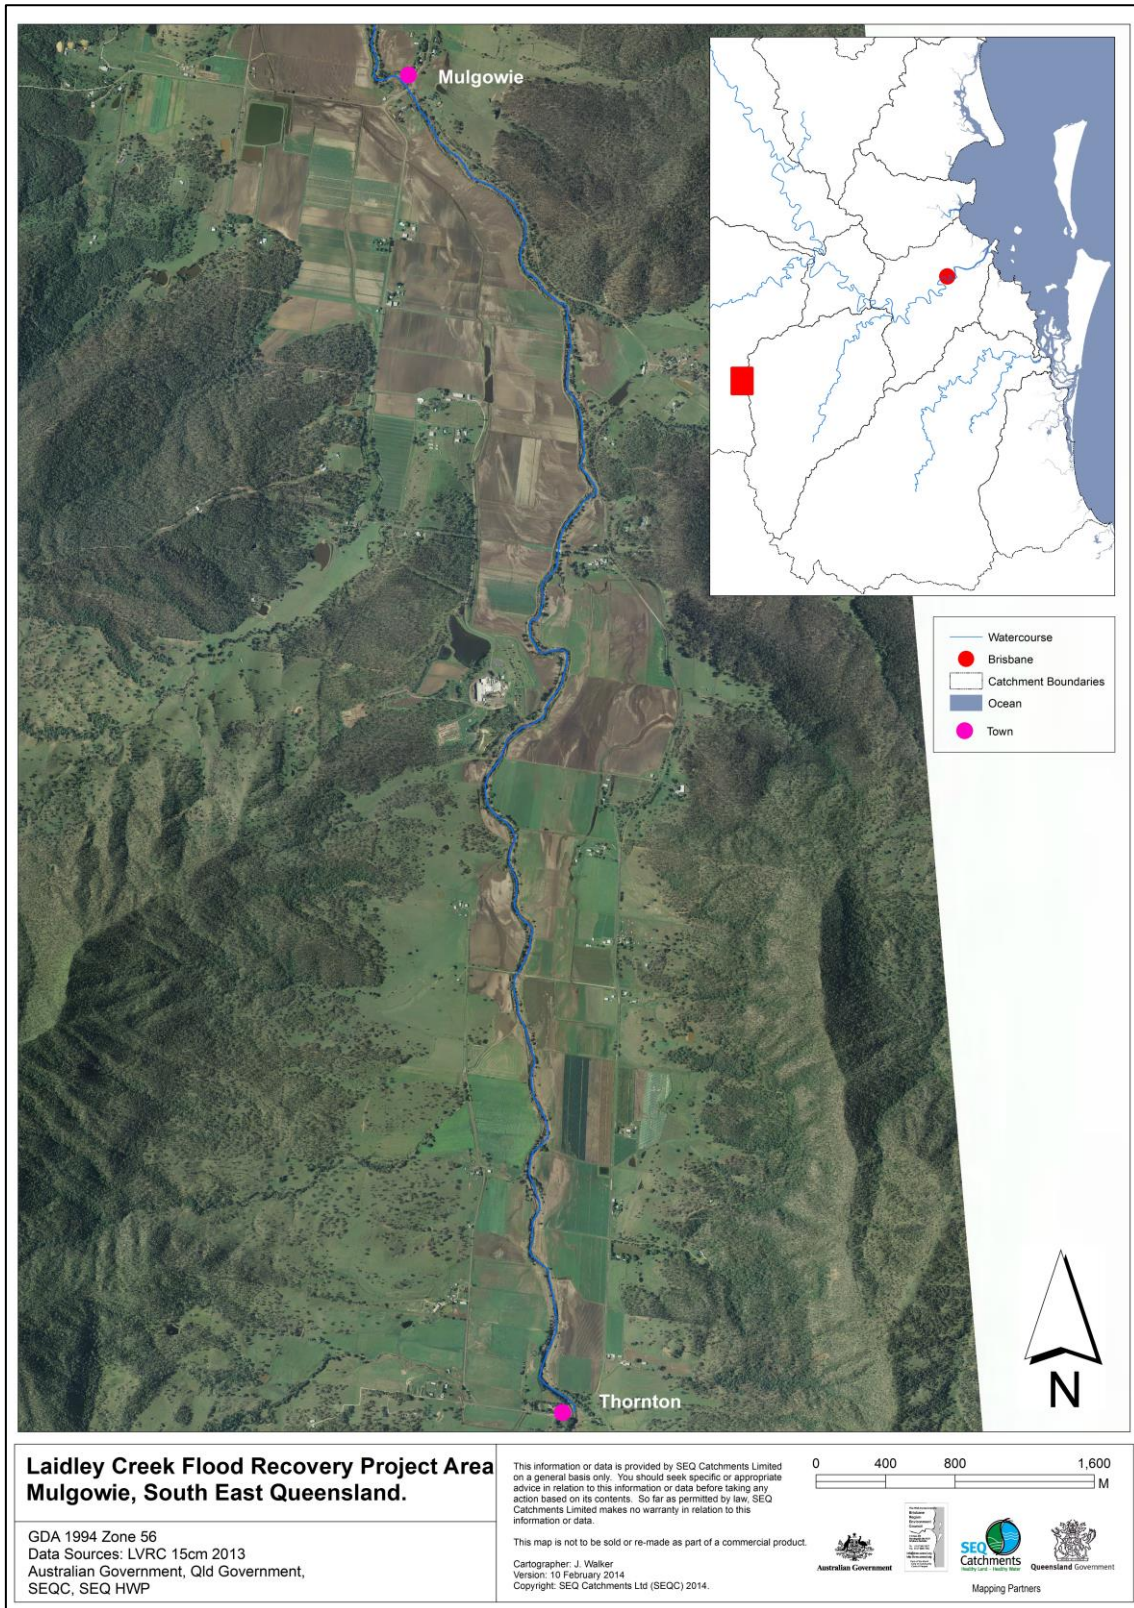 Mulgowie
Watercourse
Brisbane
Catchment Boundaries
Ocean
Town
Thornton
N
Laidley Creek Flood Recovery Project Area
Mulgowie, South East Queensland.
GDA 1994 Zone 56
Data Sources: LVRC 15cm 2013
Australian Government, Qld Government,
SEQC, SEQ HWP
This information or data is provided by SEQ Catchments Limited
on a general basis only. You should seek specific or appropriate
advice in relation to this information or data before taking any
action based on its contents. So far as permitted by law, SEQ
Catchments Limited makes no warranty in relation to this
information or data.
This map is not to be sold or re-made as part of a commercial product.
Cartographer: J. Walker
Version: 10 February 2014
Copyright: SEQ Catchments Ltd (SEQC) 2014.
0 400 800 1,600
M
Australian Government
Brisbane
Region
Environment
Council
SEQ
Catchments
Healthy Land - Healthy Water
Queensland Government
Mapping Partners